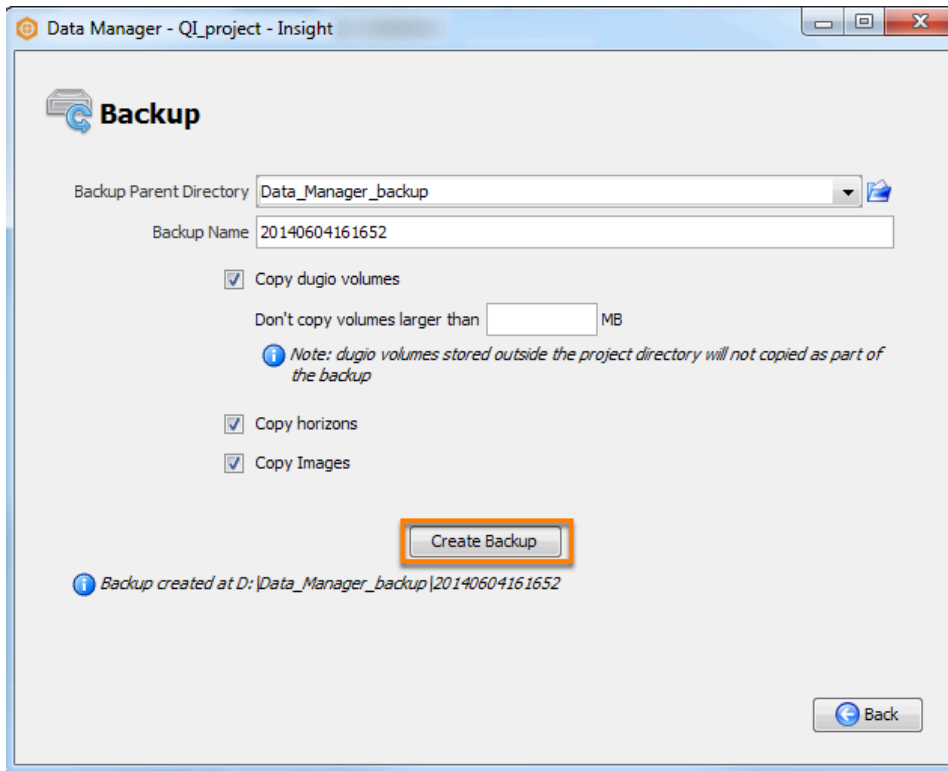 Data Manager - QI_project - Insight
Backup
Backup Parent Directory Data_Manager_backup
Backup Name 20140604161652
Copy dugio volumes
Don't copy volumes larger than MB
Note: dugio volumes stored outside the project directory will not copied as part of
the backup
Copy horizons
Copy Images
Create Backup
Backup created at D:\Data_Manager_backup\20140604161652
Back